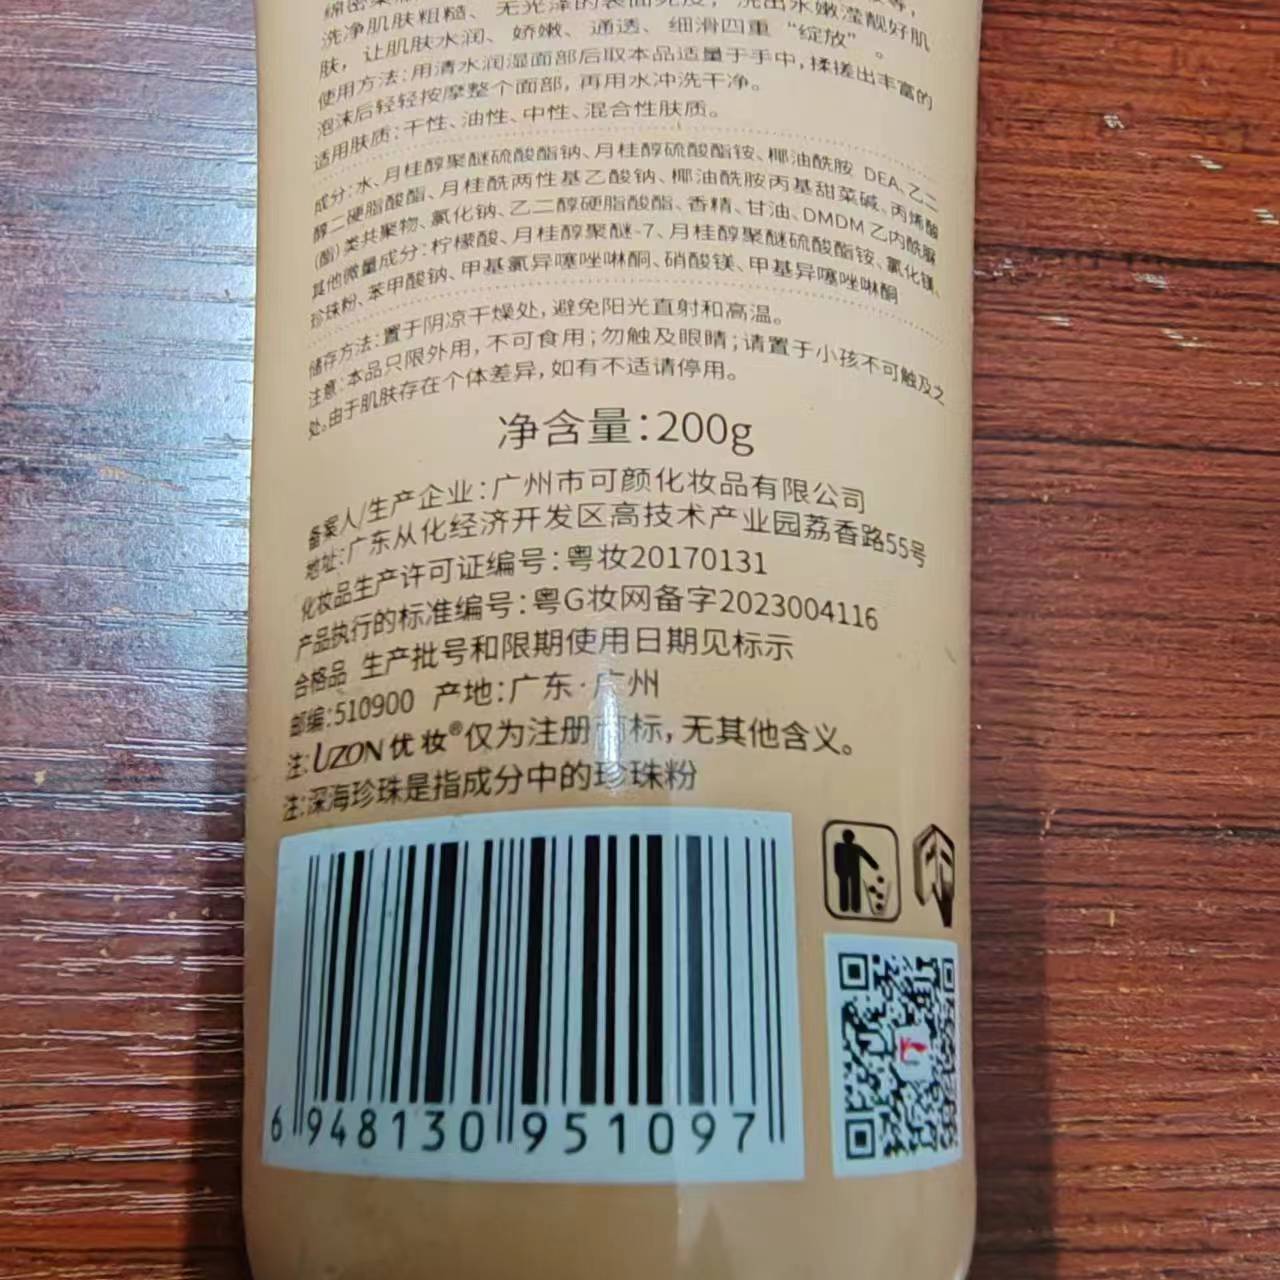 洗净肌肤粗糙、无光泽的表面死皮，洗出水嫩滢靓好肌
肤，让肌肤水润、娇嫩、通透、细滑四重“绽放”。
使用方法：用清水润湿面部后取本品适量于手中，揉搓出丰富的
泡沫后轻轻按摩整个面部，再用水冲洗干净。
适用肤质：干性、油性、中性、混合性肤质。
成分：水、月桂醇聚醚硫酸酯钠、月桂醇硫酸酯铵、椰油酰胺 DEA、乙二
醇二硬脂酸酯、月桂酰两性基乙酸钠、椰油酰胺丙基甜菜碱、丙烯酸
(酯)类共聚物、氯化钠、乙二醇硬脂酸酯、香精、甘油、DMDM 乙内酰脲
其他微量成分：柠檬酸、月桂醇聚醚-7、月桂醇聚醚硫酸酯铵、氯化镁、
珍珠粉、苯甲酸钠、甲基氯异噻唑啉酮、硝酸镁、甲基异噻唑啉酮
储存方法：置于阴凉干燥处，避免阳光直射和高温。
注意：本品只限外用，不可食用；勿触及眼睛；请置于小孩不可触及之
处。由于肌肤存在个体差异，如有不适请停用。
净含量：200g
备案人/生产企业：广州市可颜化妆品有限公司
地址：广东从化经济开发区高技术产业园荔香路55号
化妆品生产许可证编号：粤妆20170131
产品执行的标准编号：粤G妆网备字2023004116
合格品 生产批号和限期使用日期见标示
邮编：510900 产地：广东·广州
注：UZON优妆®仅为注册商标，无其他含义。
注：深海珍珠是指成分中的珍珠粉
6 948130 951097